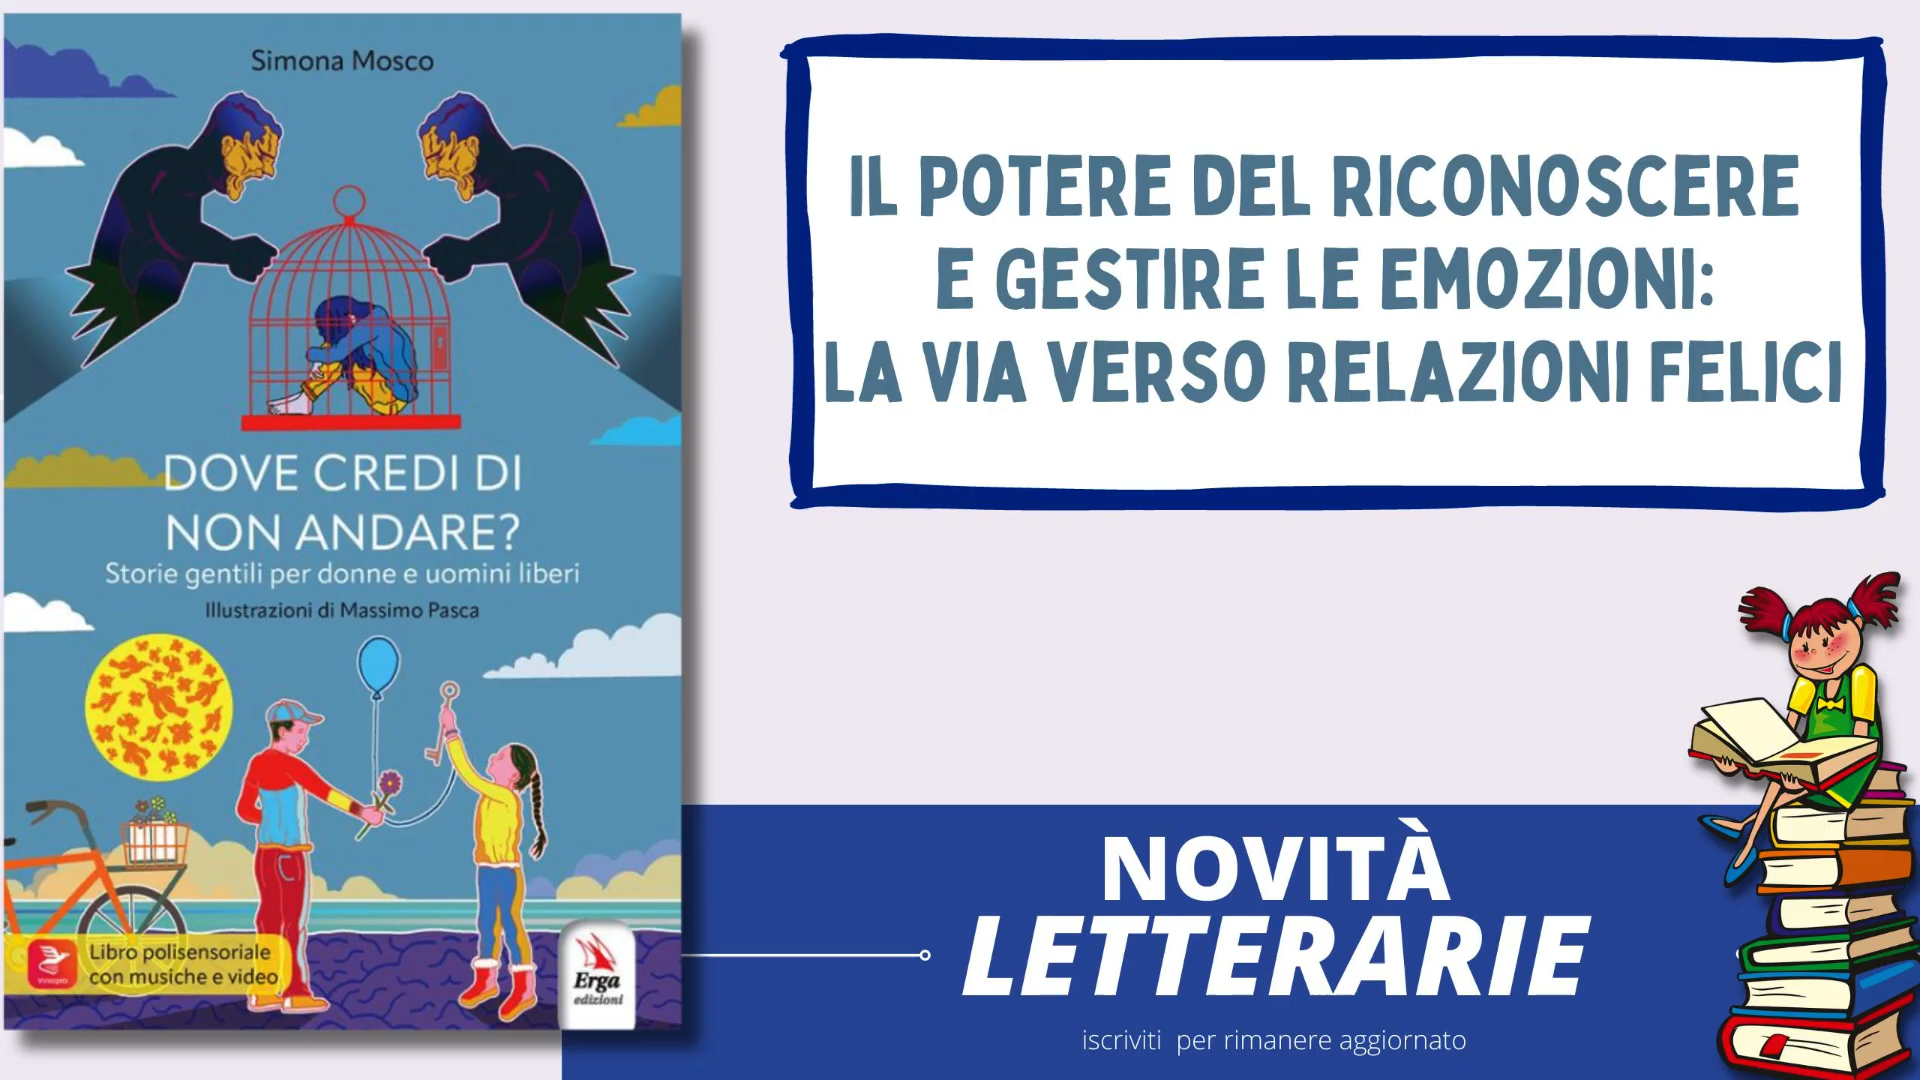 Simona Mosco
DOVE CREDI DI
NON ANDARE?
Storie gentili per donne e uomini liberi
Illustrazioni di Massimo Pasca
Libro polisensoriale
con musiche e video
Erga
edizioni
IL POTERE DEL RICONOSCERE
E GESTIRE LE EMOZIONI:
LA VIA VERSO RELAZIONI FELICI
NOVITÀ
LETTERARIE
iscriviti per rimanere aggiornato